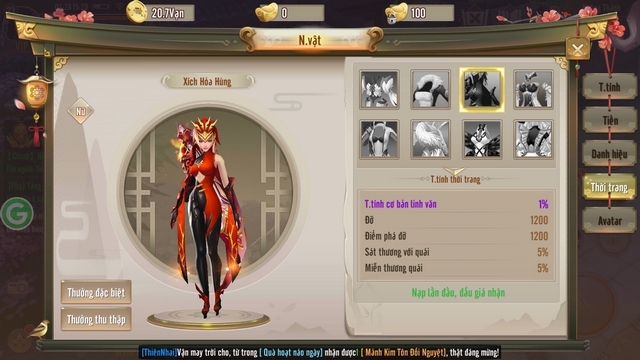 20.7Vạn
0
100
N.vật
Xích Hỏa Hùng
Nữ
T.tính
Tiên
Danh hiệu
Thời trang
Avatar
T.tính thời trang
T.tính cơ bản linh văn 1%
Đỡ 1200
Điểm phá đỡ 1200
Sát thương với quái 5%
Miễn thương quái 5%
Nạp lần đầu, đấu giá nhận
Thưởng đặc biệt
Thưởng thu thập
[ThiênNhai]Vận may trời cho, từ trong [ Quà hoạt náo ngày] nhận được! [ Mảnh Kim Tôn Đối Nguyệt], thật đáng mừng!